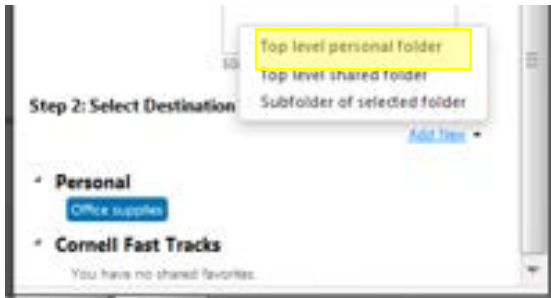 Top level personal folder
Top level shared folder
Subfolder of selected folder
Step 2: Select Destination
Add New
Personal
Office supplies
Cornell Fast Tracks
You have no shared favorites.